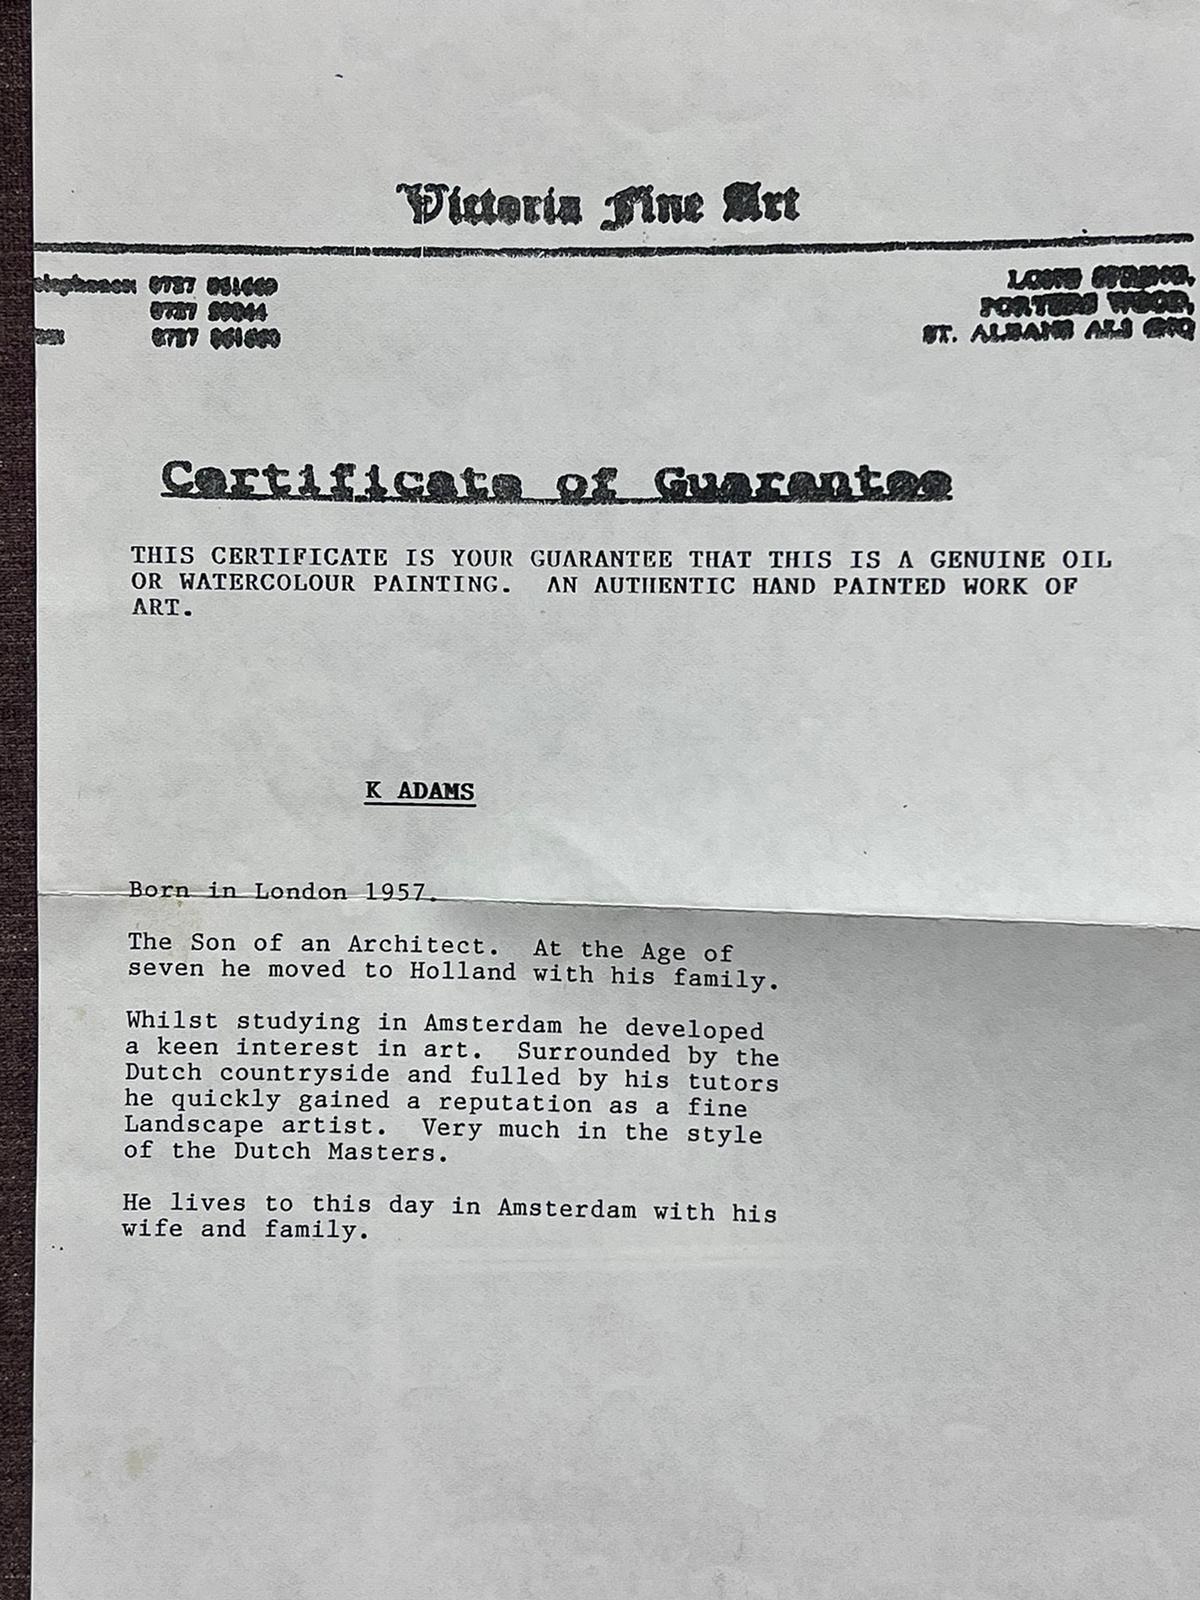 Victoria Fine Art
0727
0727
0727
LONG SPRING,
PORTERS WOOD,
ST. ALBANS AL3
Certificate of Guarantee
THIS CERTIFICATE IS YOUR GUARANTEE THAT THIS IS A GENUINE OIL
OR WATERCOLOUR PAINTING. AN AUTHENTIC HAND PAINTED WORK OF
ART.
K ADAMS
Born in London 1957.
The Son of an Architect. At the Age of
seven he moved to Holland with his family.
Whilst studying in Amsterdam he developed
a keen interest in art. Surrounded by the
Dutch countryside and fulled by his tutors
he quickly gained a reputation as a fine
Landscape artist. Very much in the style
of the Dutch Masters.
He lives to this day in Amsterdam with his
wife and family.